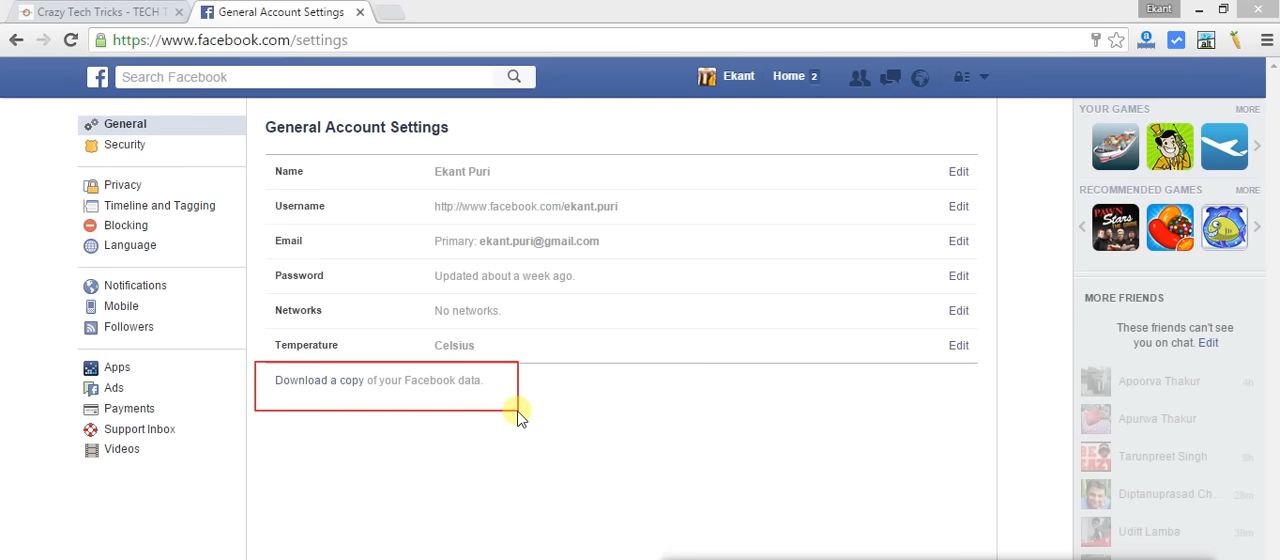 Crazy Tech Tricks - TECH T
General Account Settings
Ekant
https://www.facebook.com/settings
Search Facebook
Ekant
Home 2
General
Security
Privacy
Timeline and Tagging
Blocking
Language
Notifications
Mobile
Followers
Apps
Ads
Payments
Support Inbox
Videos
General Account Settings
Name Ekant Puri Edit
Username http://www.facebook.com/ekant.puri Edit
Email Primary: ekant.puri@gmail.com Edit
Password Updated about a week ago. Edit
Networks No networks. Edit
Temperature Celsius Edit
Download a copy of your Facebook data.
YOUR GAMES MORE
RECOMMENDED GAMES MORE
PAWN
STARS
THE GAME
MORE FRIENDS
These friends can't see
you on chat. Edit
Apoorva Thakur 4h
Apurwa Thakur
Tarunpreet Singh 9h
Diptanuprasad Ch...
Uditt Lamba 39m